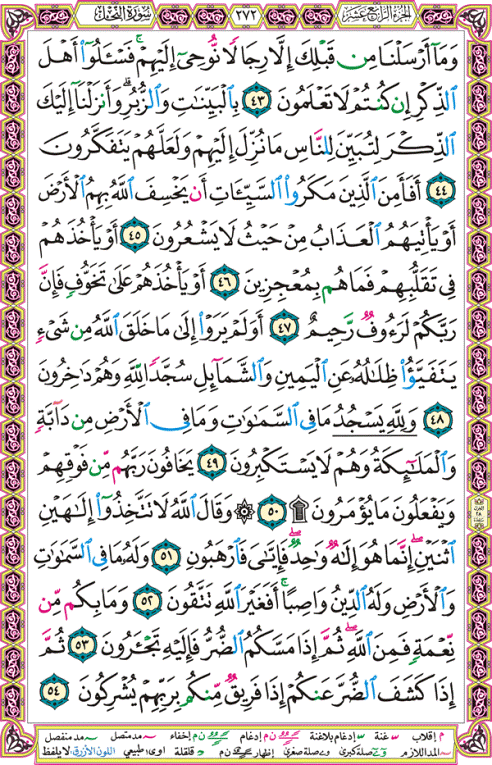 الجزء الرابع عشر ٢٧٢ سورة النحل
وَمَآ أَرْسَلْنَا مِن قَبْلِكَ إِلَّا رِجَالًا نُّوحِىٓ إِلَيْهِمْ ۚ فَسْـَٔلُوٓا۟ أَهْلَ
ٱلذِّكْرِ إِن كُنتُمْ لَا تَعْلَمُونَ ٤٣ بِٱلْبَيِّنَـٰتِ وَٱلزُّبُرِ ۗ وَأَنزَلْنَآ إِلَيْكَ
ٱلذِّكْرَ لِتُبَيِّنَ لِلنَّاسِ مَا نُزِّلَ إِلَيْهِمْ وَلَعَلَّهُمْ يَتَفَكَّرُونَ
٤٤ أَفَأَمِنَ ٱلَّذِينَ مَكَرُوا۟ ٱلسَّيِّـَٔاتِ أَن يَخْسِفَ ٱللَّهُ بِهِمُ ٱلْأَرْضَ
أَوْ يَأْتِيَهُمُ ٱلْعَذَابُ مِنْ حَيْثُ لَا يَشْعُرُونَ ٤٥ أَوْ يَأْخُذَهُمْ
فِى تَقَلُّبِهِمْ فَمَا هُم بِمُعْجِزِينَ ٤٦ أَوْ يَأْخُذَهُمْ عَلَىٰ تَخَوُّفٍ فَإِنَّ
رَبَّكُمْ لَرَءُوفٌ رَّحِيمٌ ٤٧ أَوَلَمْ يَرَوْا۟ إِلَىٰ مَا خَلَقَ ٱللَّهُ مِن شَىْءٍ
يَتَفَيَّؤُا۟ ظِلَـٰلُهُۥ عَنِ ٱلْيَمِينِ وَٱلشَّمَآئِلِ سُجَّدًا لِّلَّهِ وَهُمْ دَٰخِرُونَ
٤٨ وَلِلَّهِ يَسْجُدُ مَا فِى ٱلسَّمَـٰوَٰتِ وَمَا فِى ٱلْأَرْضِ مِن دَآبَّةٍ
وَٱلْمَلَـٰٓئِكَةُ وَهُمْ لَا يَسْتَكْبِرُونَ ٤٩ يَخَافُونَ رَبَّهُم مِّن فَوْقِهِمْ
وَيَفْعَلُونَ مَا يُؤْمَرُونَ ۩ ٥٠ ۞ وَقَالَ ٱللَّهُ لَا تَتَّخِذُوٓا۟ إِلَـٰهَيْنِ
ٱثْنَيْنِ ۖ إِنَّمَا هُوَ إِلَـٰهٌ وَٰحِدٌ ۖ فَإِيَّـٰىَ فَٱرْهَبُونِ ٥١ وَلَهُۥ مَا فِى ٱلسَّمَـٰوَٰتِ
وَٱلْأَرْضِ وَلَهُ ٱلدِّينُ وَاصِبًا ۚ أَفَغَيْرَ ٱللَّهِ تَتَّقُونَ ٥٢ وَمَا بِكُم مِّن
نِّعْمَةٍ فَمِنَ ٱللَّهِ ۖ ثُمَّ إِذَا مَسَّكُمُ ٱلضُّرُّ فَإِلَيْهِ تَجْـَٔرُونَ ٥٣ ثُمَّ
إِذَا كَشَفَ ٱلضُّرَّ عَنكُمْ إِذَا فَرِيقٌ مِّنكُم بِرَبِّهِمْ يُشْرِكُونَ ٥٤
م إقلاب غنة إدغام بلاغنة ن م إدغام ن م إخفاء مد متصل مد منفصل
المد اللازم صلة كبرى وصلة صغرى إظهار ن م قلقلة اوى: طبيعي اللون الأزرق: لا يلفظ